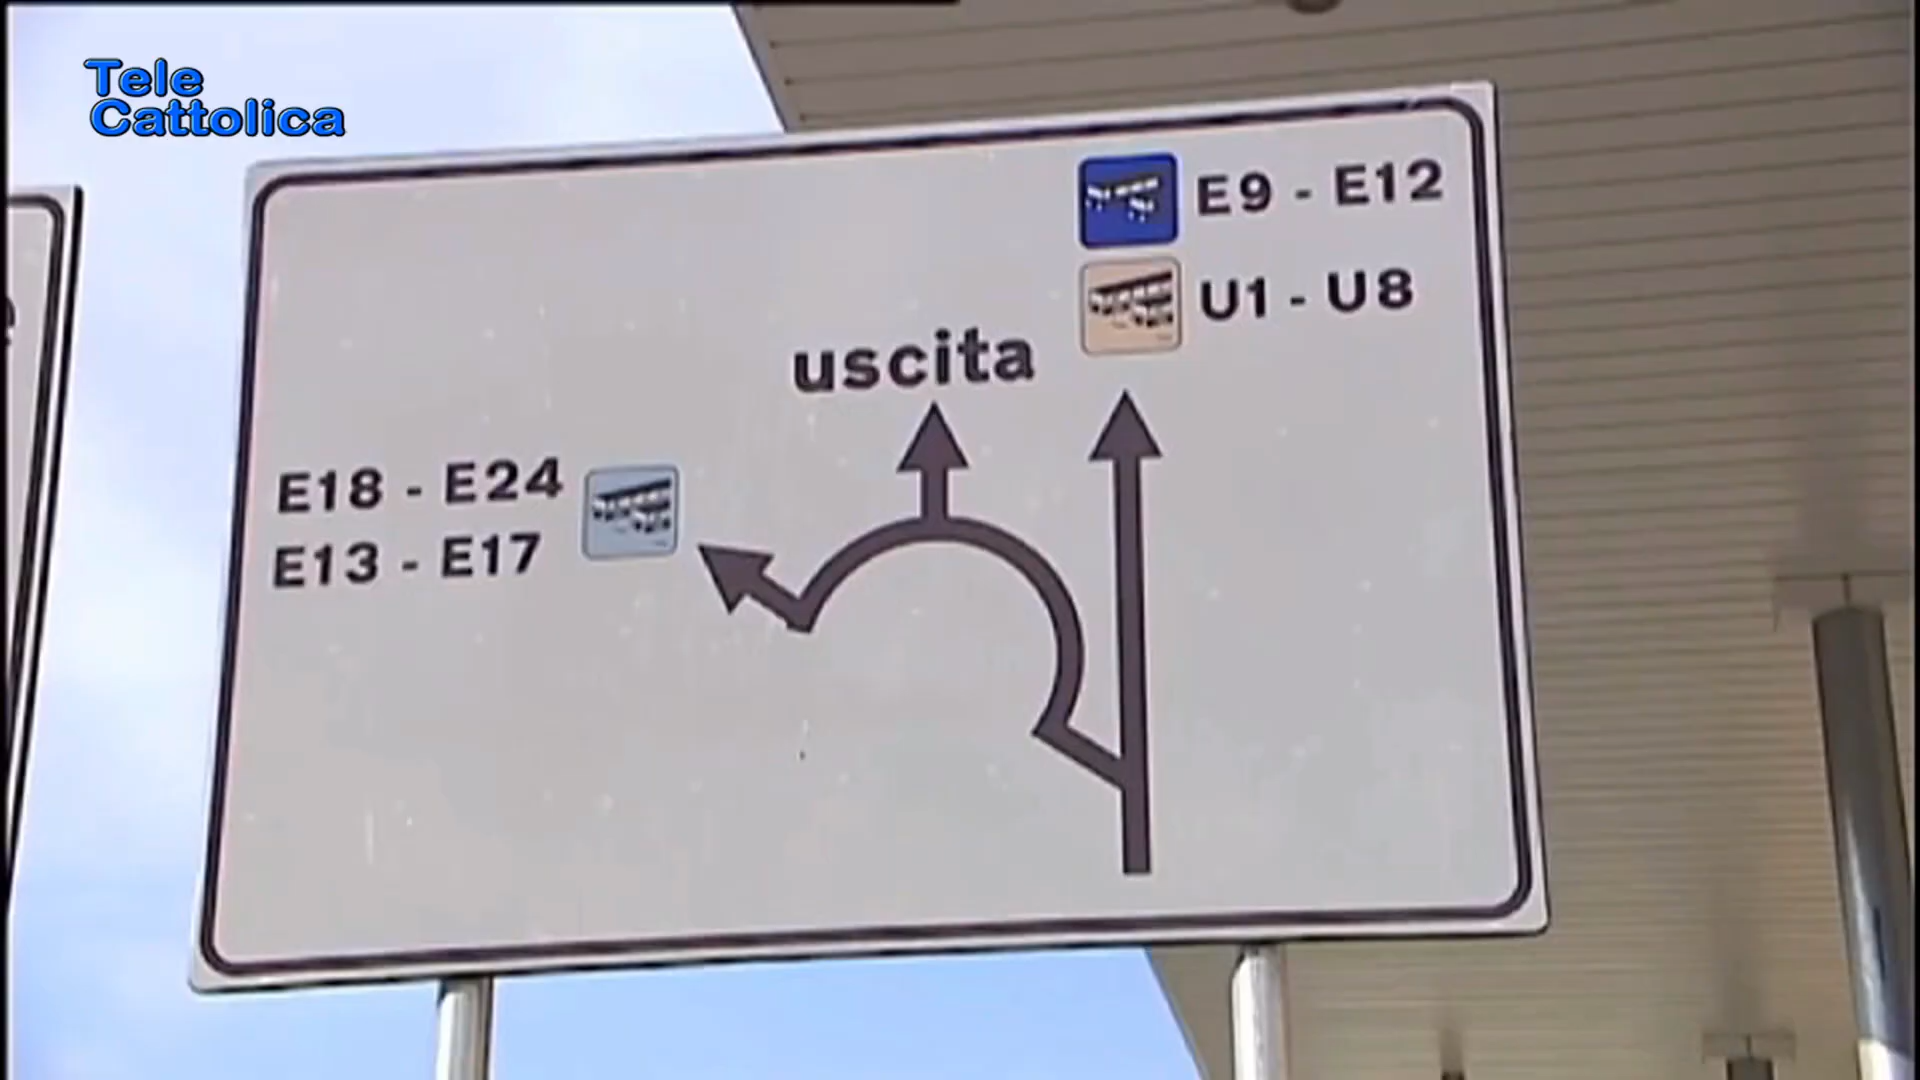 Tele
Cattolica
E9 - E12
U1 - U8
uscita
E18 - E24
E13 - E17